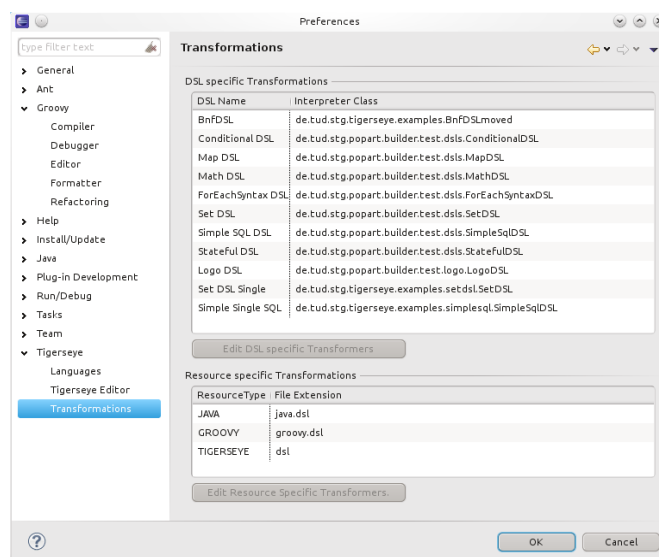 Preferences
type filter text
Transformations
General
Ant
Groovy
Compiler
Debugger
Editor
Formatter
Refactoring
Help
Install/Update
Java
Plug-in Development
Run/Debug
Tasks
Team
Tigerseye
Languages
Tigerseye Editor
Transformations
DSL specific Transformations
DSL Name Interpreter Class
BnfDSL de.tud.stg.tigerseye.examples.BnfDSLmoved
Conditional DSL de.tud.stg.popart.builder.test.dsls.ConditionalDSL
Map DSL de.tud.stg.popart.builder.test.dsls.MapDSL
Math DSL de.tud.stg.popart.builder.test.dsls.MathDSL
ForEachSyntax DSL de.tud.stg.popart.builder.test.dsls.ForEachSyntaxDSL
Set DSL de.tud.stg.popart.builder.test.dsls.SetDSL
Simple SQL DSL de.tud.stg.popart.builder.test.dsls.SimpleSqlDSL
Stateful DSL de.tud.stg.popart.builder.test.dsls.StatefulDSL
Logo DSL de.tud.stg.popart.builder.test.logo.LogoDSL
Set DSL Single de.tud.stg.tigerseye.examples.setdsl.SetDSL
Simple Single SQL de.tud.stg.tigerseye.examples.simplesql.SimpleSqlDSL
Edit DSL specific Transformers
Resource specific Transformations
ResourceType File Extension
JAVA java.dsl
GROOVY groovy.dsl
TIGERSEYE dsl
Edit Resource Specific Transformers.
?
OK Cancel